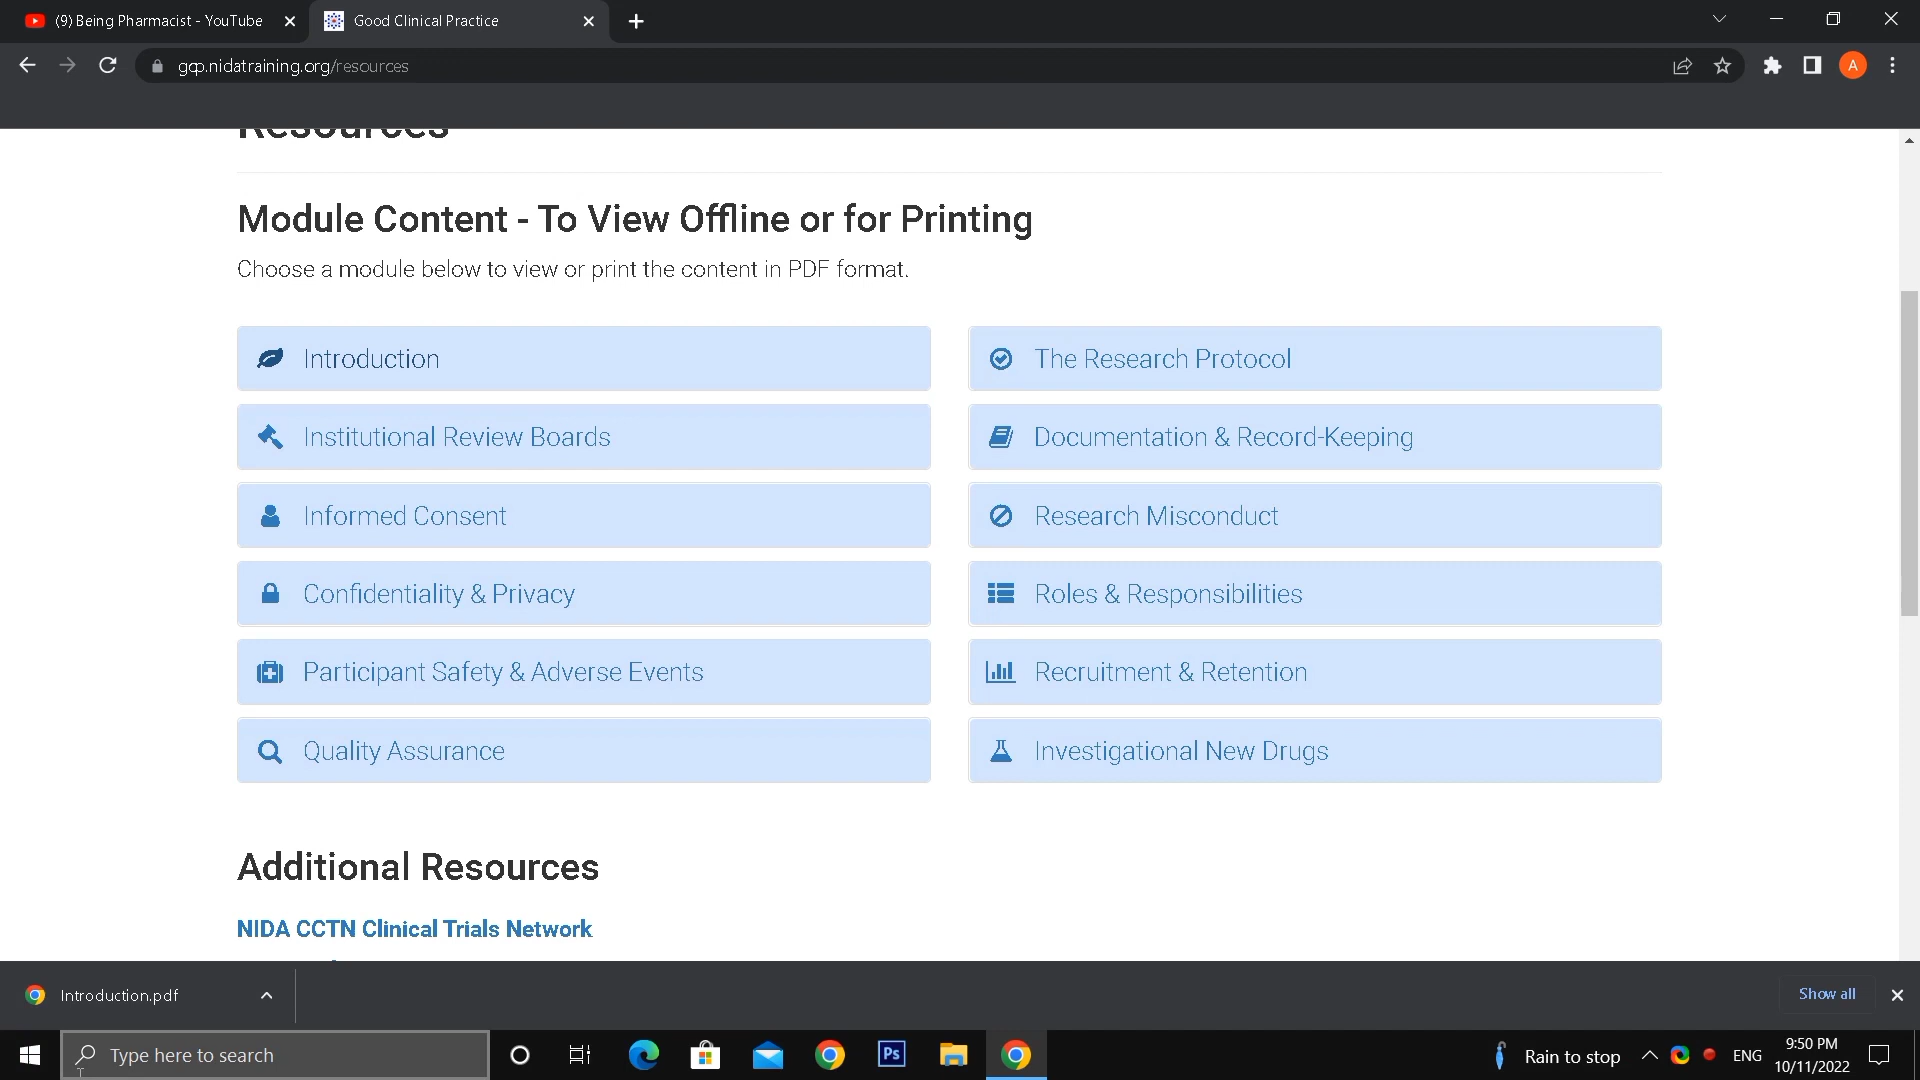 (9) Being Pharmacist - YouTube
Good Clinical Practice
gcp.nidatraining.org/resources
A
Resources
Module Content - To View Offline or for Printing
Choose a module below to view or print the content in PDF format.
Introduction
The Research Protocol
Institutional Review Boards
Documentation & Record-Keeping
Informed Consent
Research Misconduct
Confidentiality & Privacy
Roles & Responsibilities
Participant Safety & Adverse Events
Recruitment & Retention
Quality Assurance
Investigational New Drugs
Additional Resources
NIDA CCTN Clinical Trials Network
Introduction.pdf
Show all
Type here to search
Ps
Rain to stop
ENG
9:50 PM
10/11/2022